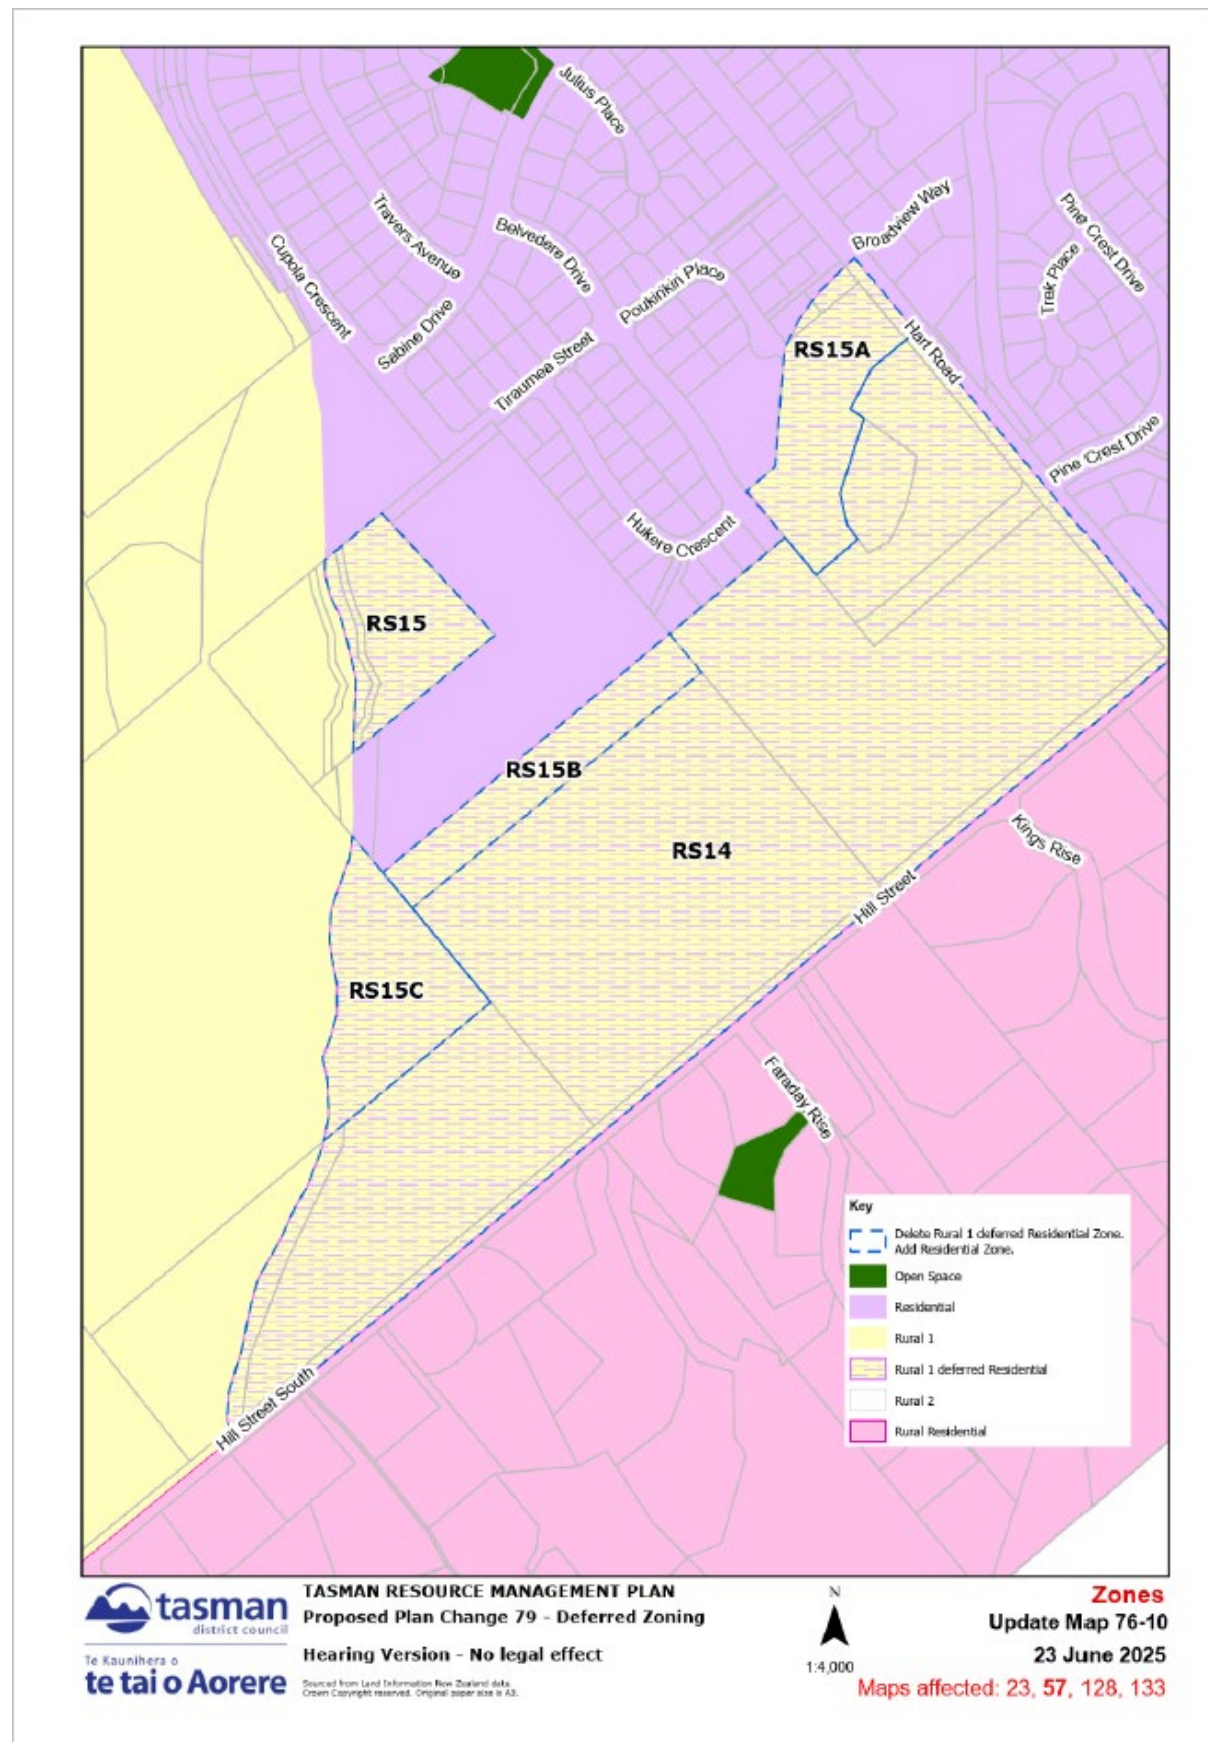 Julius Place
Broadview Way
Pine Crest Drive
Travers Avenue
Belvedere Drive
Cupola Crescent
Poukirikiri Place
Trek Place
Sabine Drive
Tiraumea Street
Hart Road
RS15A
Pine Crest Drive
Hukere Crescent
RS15
RS15B
RS14
Kings Rise
Hill Street
RS15C
Faraday Rise
Hill Street South
Key
Delete Rural 1 deferred Residential Zone.
Add Residential Zone.
Open Space
Residential
Rural 1
Rural 1 deferred Residential
Rural 2
Rural Residential
tasman
district council
Te Kaunihera o
te tai o Aorere
TASMAN RESOURCE MANAGEMENT PLAN
Proposed Plan Change 79 - Deferred Zoning
Hearing Version - No legal effect
Sourced from Land Information New Zealand data.
Crown Copyright reserved. Original paper size is A3.
N
1:4,000
Zones
Update Map 76-10
23 June 2025
Maps affected: 23, 57, 128, 133